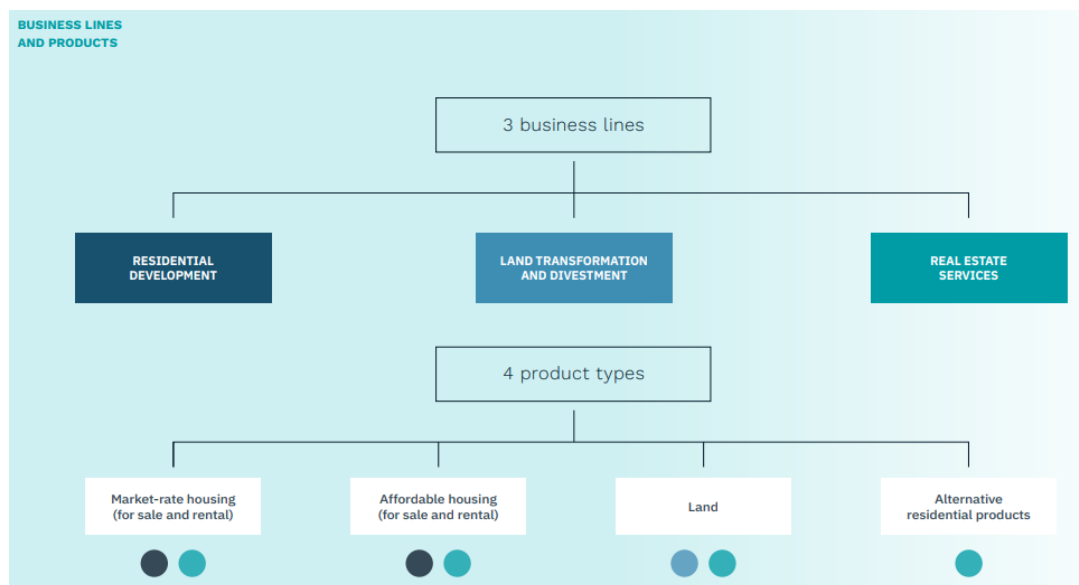 BUSINESS LINES
AND PRODUCTS
3 business lines
RESIDENTIAL
DEVELOPMENT
LAND TRANSFORMATION
AND DIVESTMENT
REAL ESTATE
SERVICES
4 product types
Market-rate housing
(for sale and rental)
Affordable housing
(for sale and rental)
Land
Alternative
residential products